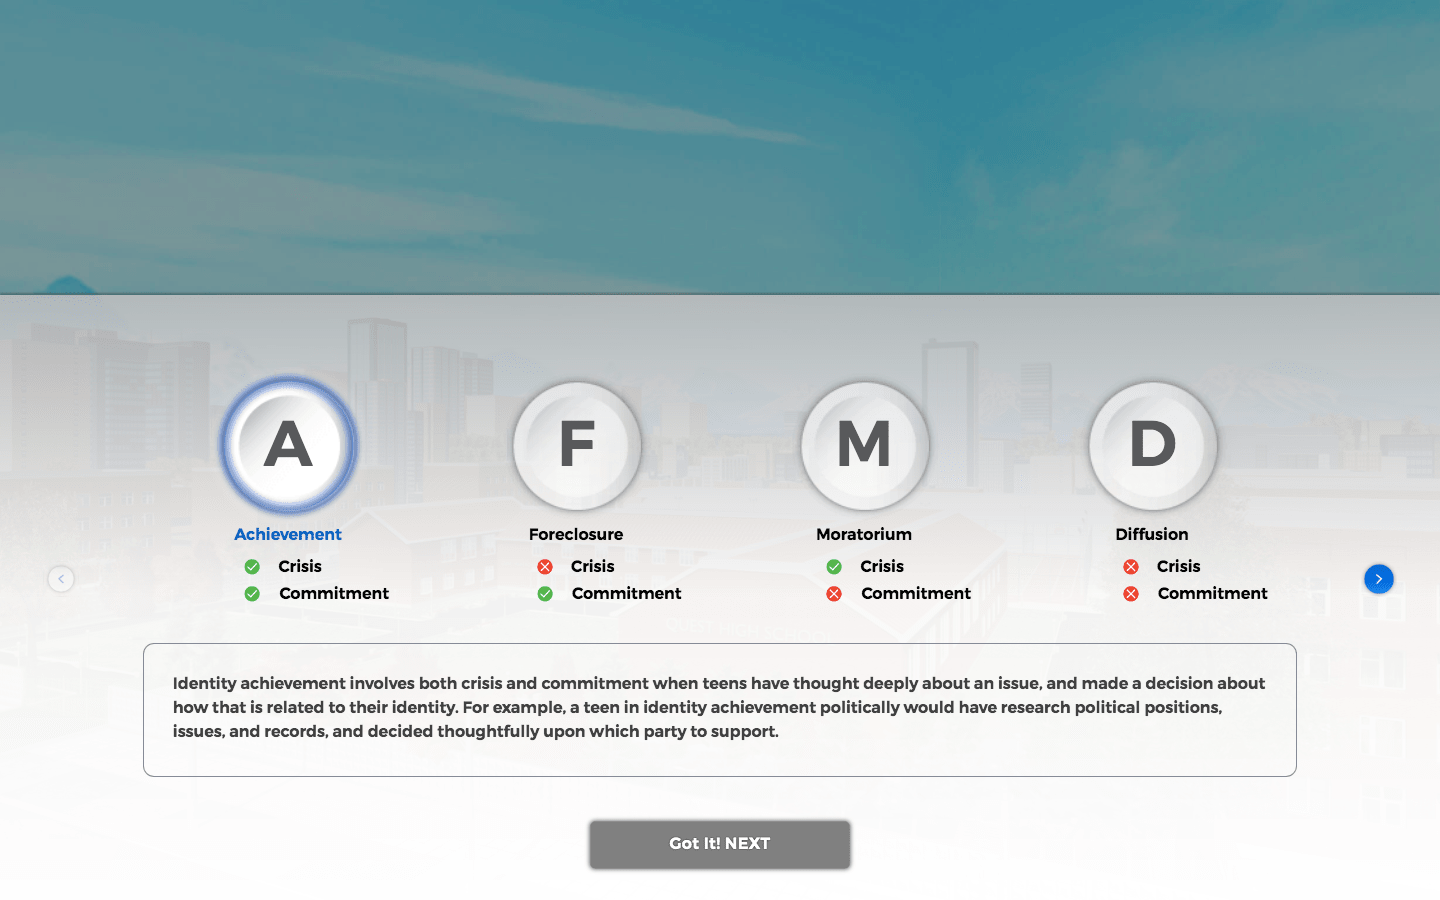 A F M D
Achievement Foreclosure Moratorium Diffusion
Crisis Crisis Crisis Crisis
Commitment Commitment Commitment Commitment
Identity achievement involves both crisis and commitment when teens have thought deeply about an issue, and made a decision about
how that is related to their identity. For example, a teen in identity achievement politically would have research political positions,
issues, and records, and decided thoughtfully upon which party to support.
Got It! NEXT